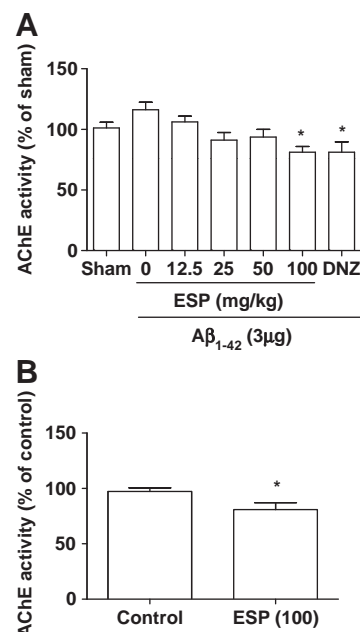 A
AChE activity (% of sham)
150
100
50
0
* *
Sham 0 12.5 25 50 100 DNZ
ESP (mg/kg)
Aβ1-42 (3μg)
B
AChE activity (% of control)
150
100
50
0
*
Control ESP (100)